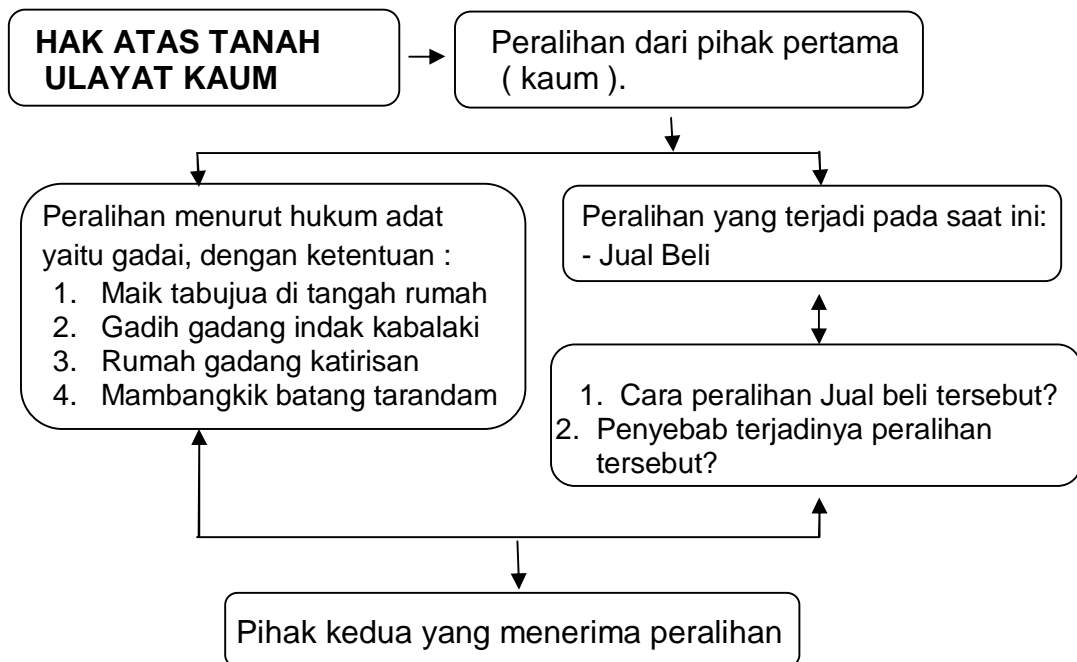 HAK ATAS TANAH
ULAYAT KAUM
Peralihan dari pihak pertama
( kaum ).
Peralihan menurut hukum adat
yaitu gadai, dengan ketentuan :
1. Maik tabujua di tangah rumah
2. Gadih gadang indak kabalaki
3. Rumah gadang katirisan
4. Mambangkik batang tarandam
Peralihan yang terjadi pada saat ini:
- Jual Beli
1. Cara peralihan Jual beli tersebut?
2. Penyebab terjadinya peralihan
tersebut?
Pihak kedua yang menerima peralihan